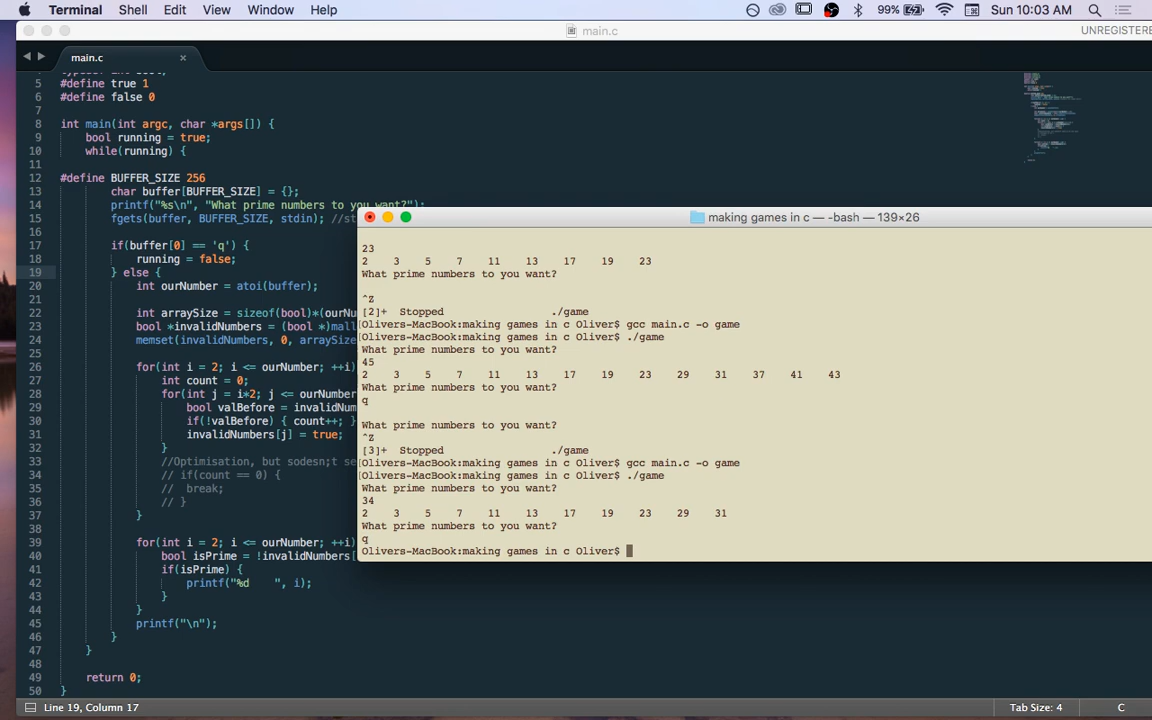 Terminal Shell Edit View Window Help 99% Sun 10:03 AM
main.c UNREGISTERE
main.c ×
5 #define true 1
6 #define false 0
7
8 int main(int argc, char *args[]) {
9 bool running = true;
10 while(running) {
11
12 #define BUFFER_SIZE 256
13 char buffer[BUFFER_SIZE] = {};
14 printf("%s\n", "What prime numbers to you want?");
15 fgets(buffer, BUFFER_SIZE, stdin); //st
16
17 if(buffer[0] == 'q') {
18 running = false;
19 } else {
20 int ourNumber = atoi(buffer);
21
22 int arraySize = sizeof(bool)*(ourNu
23 bool *invalidNumbers = (bool *)mall
24 memset(invalidNumbers, 0, arraySize
25
26 for(int i = 2; i <= ourNumber; ++i)
27 int count = 0;
28 for(int j = i*2; j <= ourNumber
29 bool valBefore = invalidNum
30 if(!valBefore) { count++; }
31 invalidNumbers[j] = true;
32 }
33 //Optimisation, but sodesn;t se
34 // if(count == 0) {
35 // break;
36 // }
37 }
38
39 for(int i = 2; i <= ourNumber; ++i)
40 bool isPrime = !invalidNumbers[
41 if(isPrime) {
42 printf("%d    ", i);
43 }
44 }
45 printf("\n");
46 }
47 }
48
49 return 0;
50 }
making games in c — -bash — 139×26
23
2 3 5 7 11 13 17 19 23
What prime numbers to you want?
^Z
[2]+ Stopped ./game
[Olivers-MacBook:making games in c Oliver$ gcc main.c -o game
[Olivers-MacBook:making games in c Oliver$ ./game
What prime numbers to you want?
45
2 3 5 7 11 13 17 19 23 29 31 37 41 43
What prime numbers to you want?
q
What prime numbers to you want?
^Z
[3]+ Stopped ./game
[Olivers-MacBook:making games in c Oliver$ gcc main.c -o game
[Olivers-MacBook:making games in c Oliver$ ./game
What prime numbers to you want?
34
2 3 5 7 11 13 17 19 23 29 31
What prime numbers to you want?
q
Olivers-MacBook:making games in c Oliver$
Line 19, Column 17 Tab Size: 4 C